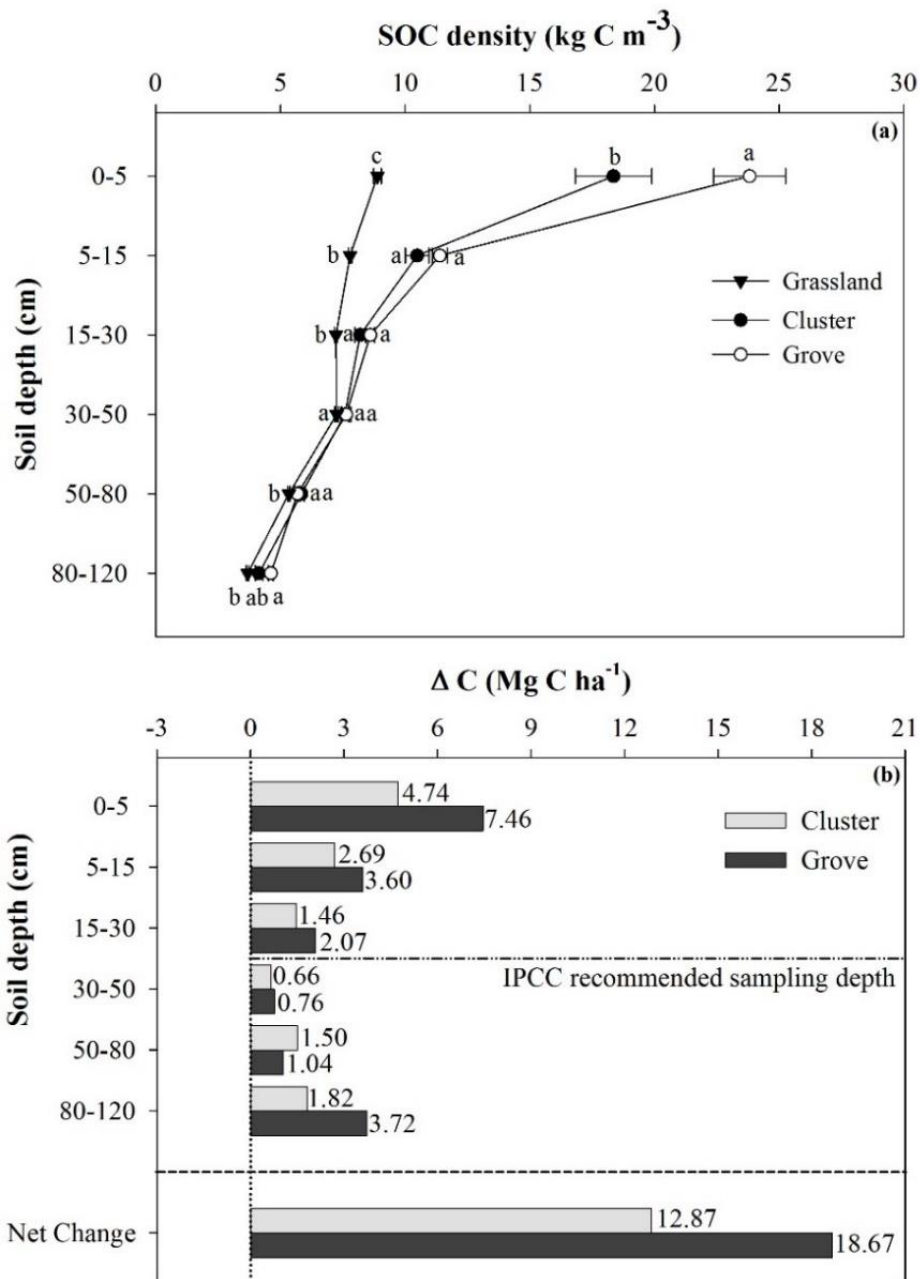 SOC density (kg C m-3)
0 5 10 15 20 25 30
(a)
c b a
0-5
b a a
5-15
Grassland
Cluster
b a a
15-30
Grove
a a a
30-50
b a a
50-80
80-120
b ab a
Soil depth (cm)
Δ C (Mg C ha-1)
-3 0 3 6 9 12 15 18 21
(b)
4.74
0-5
7.46
Cluster
2.69
Grove
5-15
3.60
1.46
15-30
2.07
IPCC recommended sampling depth
0.66
30-50
0.76
1.50
50-80
1.04
1.82
80-120
3.72
Soil depth (cm)
12.87
Net Change
18.67